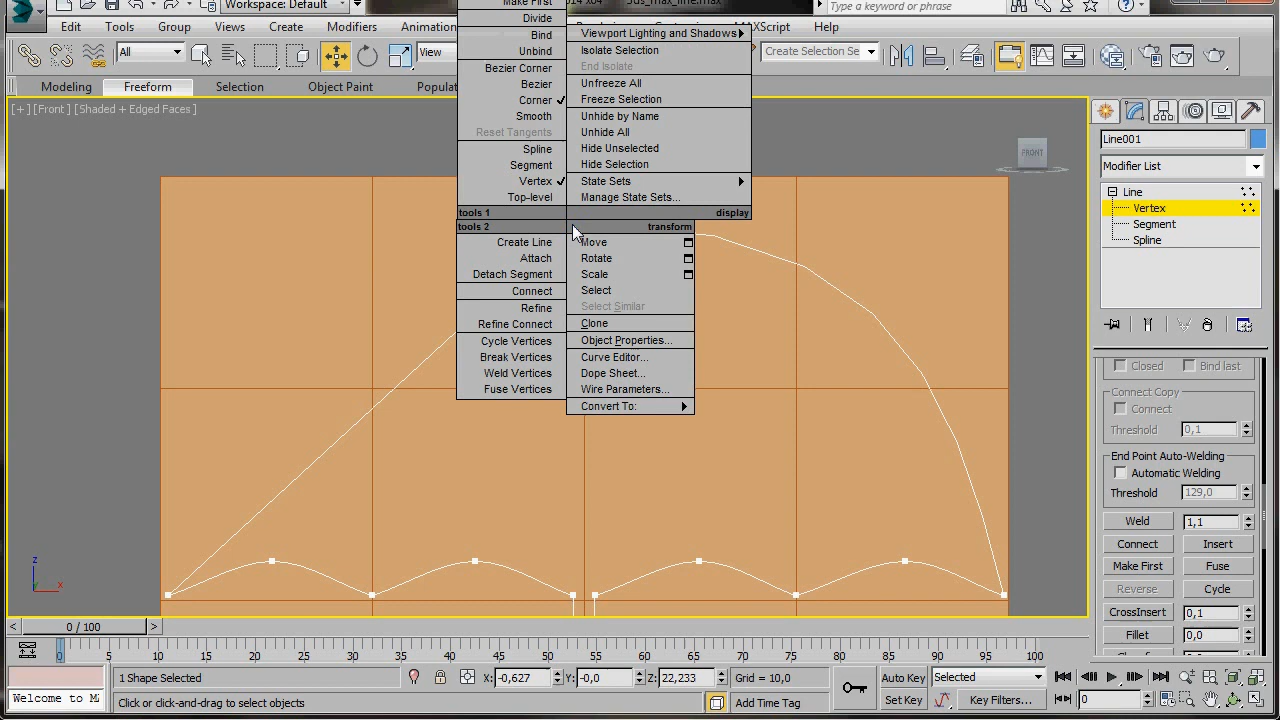 Workspace: Default
3ds_max_line.max
Type a keyword or phrase
Edit Tools Group Views Create Modifiers
MAXScript Help
All
View
Create Selection Se
Modeling Freeform Selection Object Paint
[+] [Front ] [Shaded + Edged Faces ]
FRONT
Make First
Divide
Bind
Unbind
Bezier Corner
Bezier
Corner
Smooth
Reset Tangents
Spline
Segment
Vertex
Top-level
tools 1
Viewport Lighting and Shadows
Isolate Selection
End Isolate
Unfreeze All
Freeze Selection
Unhide by Name
Unhide All
Hide Unselected
Hide Selection
State Sets
Manage State Sets...
display
tools 2
Create Line
Attach
Detach Segment
Connect
Refine
Refine Connect
Cycle Vertices
Break Vertices
Weld Vertices
Fuse Vertices
transform
Move
Rotate
Scale
Select
Select Similar
Clone
Object Properties...
Curve Editor...
Dope Sheet...
Wire Parameters...
Convert To:
Line001
Modifier List
Line
Vertex
Segment
Spline
Closed Bind last
Connect Copy
Connect
Threshold 0,1
End Point Auto-Welding
Automatic Welding
Threshold 129,0
Weld 1,1
Connect Insert
Make First Fuse
Reverse Cycle
CrossInsert 0,1
Fillet 0,0
z
x
< 0 / 100 >
0 5 10 15 20 25 30 35 40 45 50 55 60 65 70 75 80 85 90 95 100
1 Shape Selected X: -0,627 Y: -0,0 Z: 22,233 Grid = 10,0 Auto Key Selected
Welcome to M
Click or click-and-drag to select objects Add Time Tag Set Key Key Filters... 0